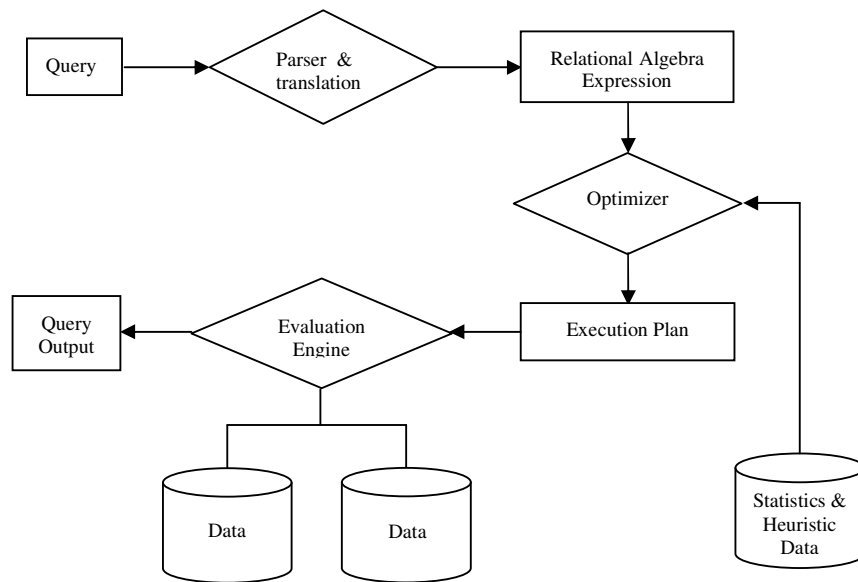 Query
Parser &
translation
Relational Algebra
Expression
Optimizer
Query
Output
Evaluation
Engine
Execution Plan
Data
Data
Statistics &
Heuristic
Data